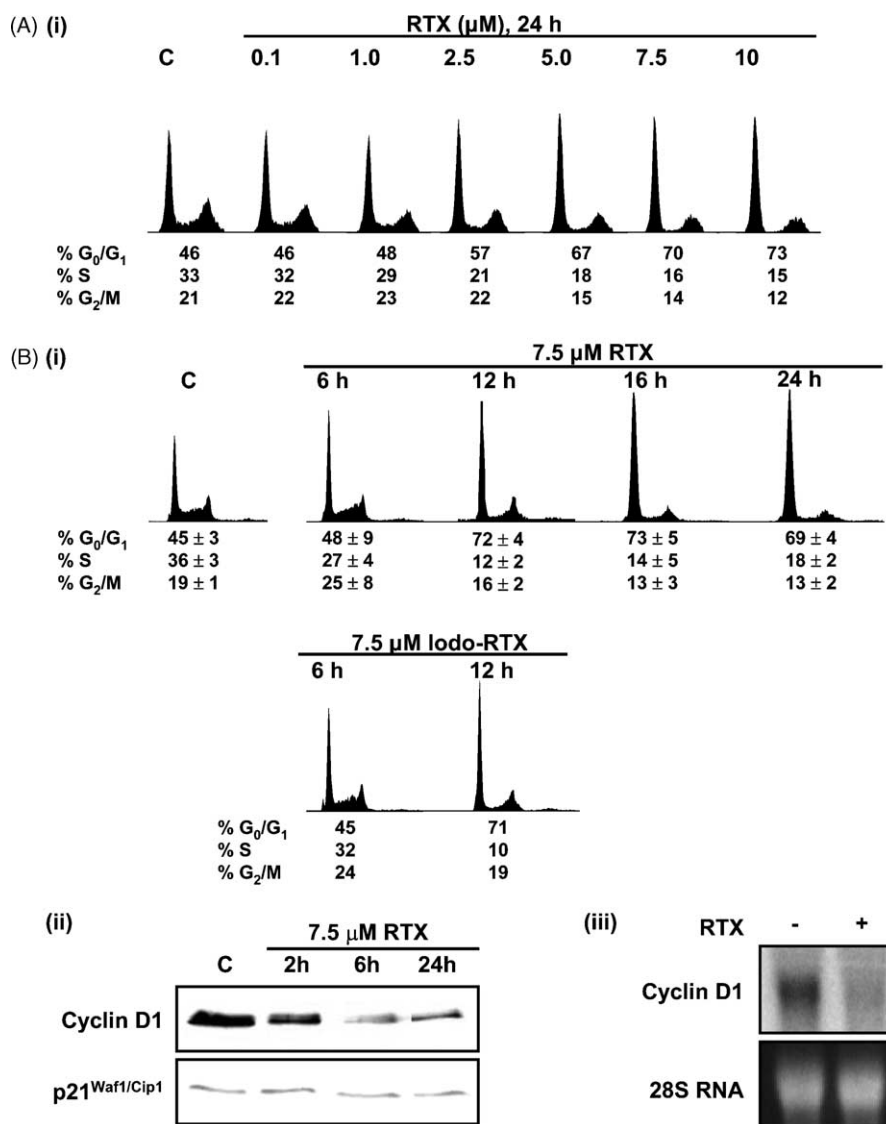 (A) (i)
RTX (µM), 24 h
C 0.1 1.0 2.5 5.0 7.5 10
% G0/G1 46 46 48 57 67 70 73
% S 33 32 29 21 18 16 15
% G2/M 21 22 23 22 15 14 12
(B) (i)
7.5 µM RTX
C 6 h 12 h 16 h 24 h
% G0/G1 45 ± 3 48 ± 9 72 ± 4 73 ± 5 69 ± 4
% S 36 ± 3 27 ± 4 12 ± 2 14 ± 5 18 ± 2
% G2/M 19 ± 1 25 ± 8 16 ± 2 13 ± 3 13 ± 2
7.5 µM Iodo-RTX
6 h 12 h
% G0/G1 45 71
% S 32 10
% G2/M 24 19
(ii)
7.5 µM RTX
C 2h 6h 24h
Cyclin D1
p21Waf1/Cip1
(iii)
RTX - +
Cyclin D1
28S RNA